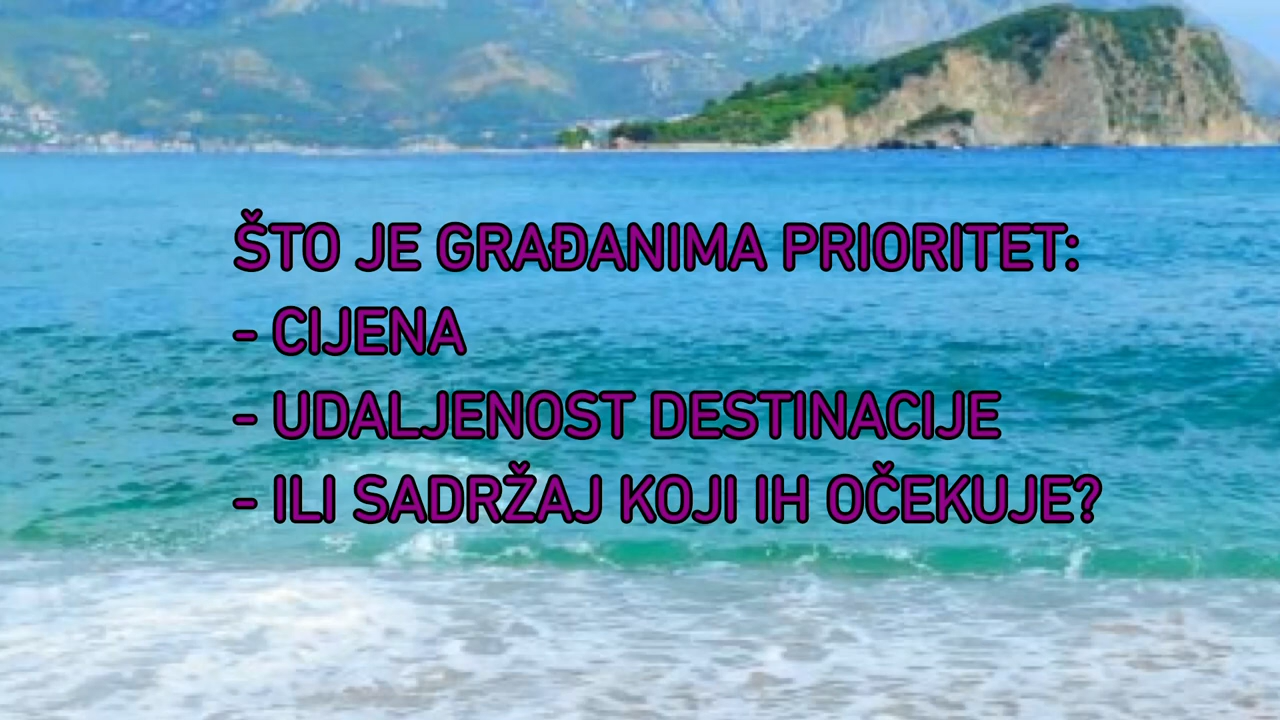 ŠTO JE GRAĐANIMA PRIORITET:
- CIJENA
- UDALJENOST DESTINACIJE
- ILI SADRŽAJ KOJI IH OČEKUJE?